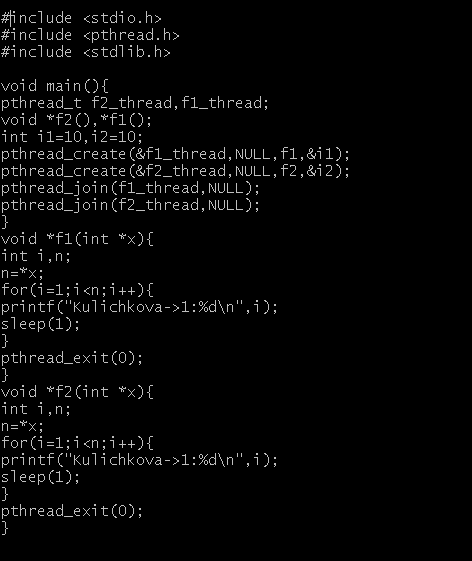 #include <stdio.h>
#include <pthread.h>
#include <stdlib.h>
void main(){
pthread_t f2_thread,f1_thread;
void *f2(),*f1();
int i1=10,i2=10;
pthread_create(&f1_thread,NULL,f1,&i1);
pthread_create(&f2_thread,NULL,f2,&i2);
pthread_join(f1_thread,NULL);
pthread_join(f2_thread,NULL);
}
void *f1(int *x){
int i,n;
n=*x;
for(i=1;i<n;i++){
printf("Kulichkova->1:%d\n",i);
sleep(1);
}
pthread_exit(0);
}
void *f2(int *x){
int i,n;
n=*x;
for(i=1;i<n;i++){
printf("Kulichkova->1:%d\n",i);
sleep(1);
}
pthread_exit(0);
}